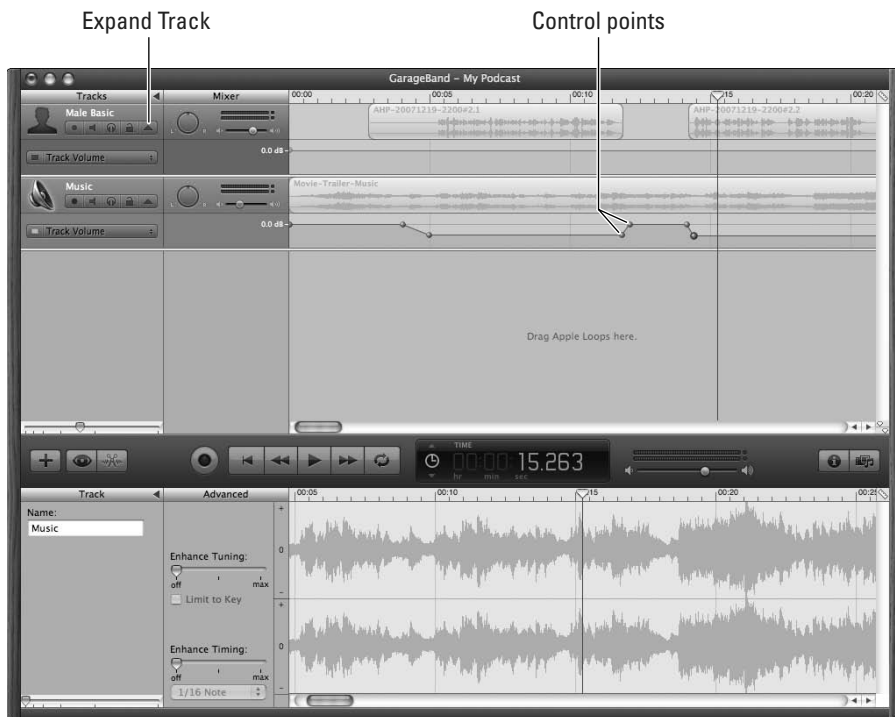 Expand Track
Control points
GarageBand – My Podcast
Tracks
Mixer
00:00
00:05
00:10
15
00:20
Male Basic
AHP-20071219-2200#2.1
AHP-20071219-2200#2.2
L
R
Track Volume
0.0 dB
Music
Movie-Trailer-Music
L
R
Track Volume
0.0 dB
Drag Apple Loops here.
TIME
00:00:15.263
hr
min
sec
Track
Advanced
00:05
00:10
15
00:20
00:25
Name:
Music
+
0
-
Enhance Tuning:
off
max
Limit to Key
+
0
-
Enhance Timing:
off
max
1/16 Note